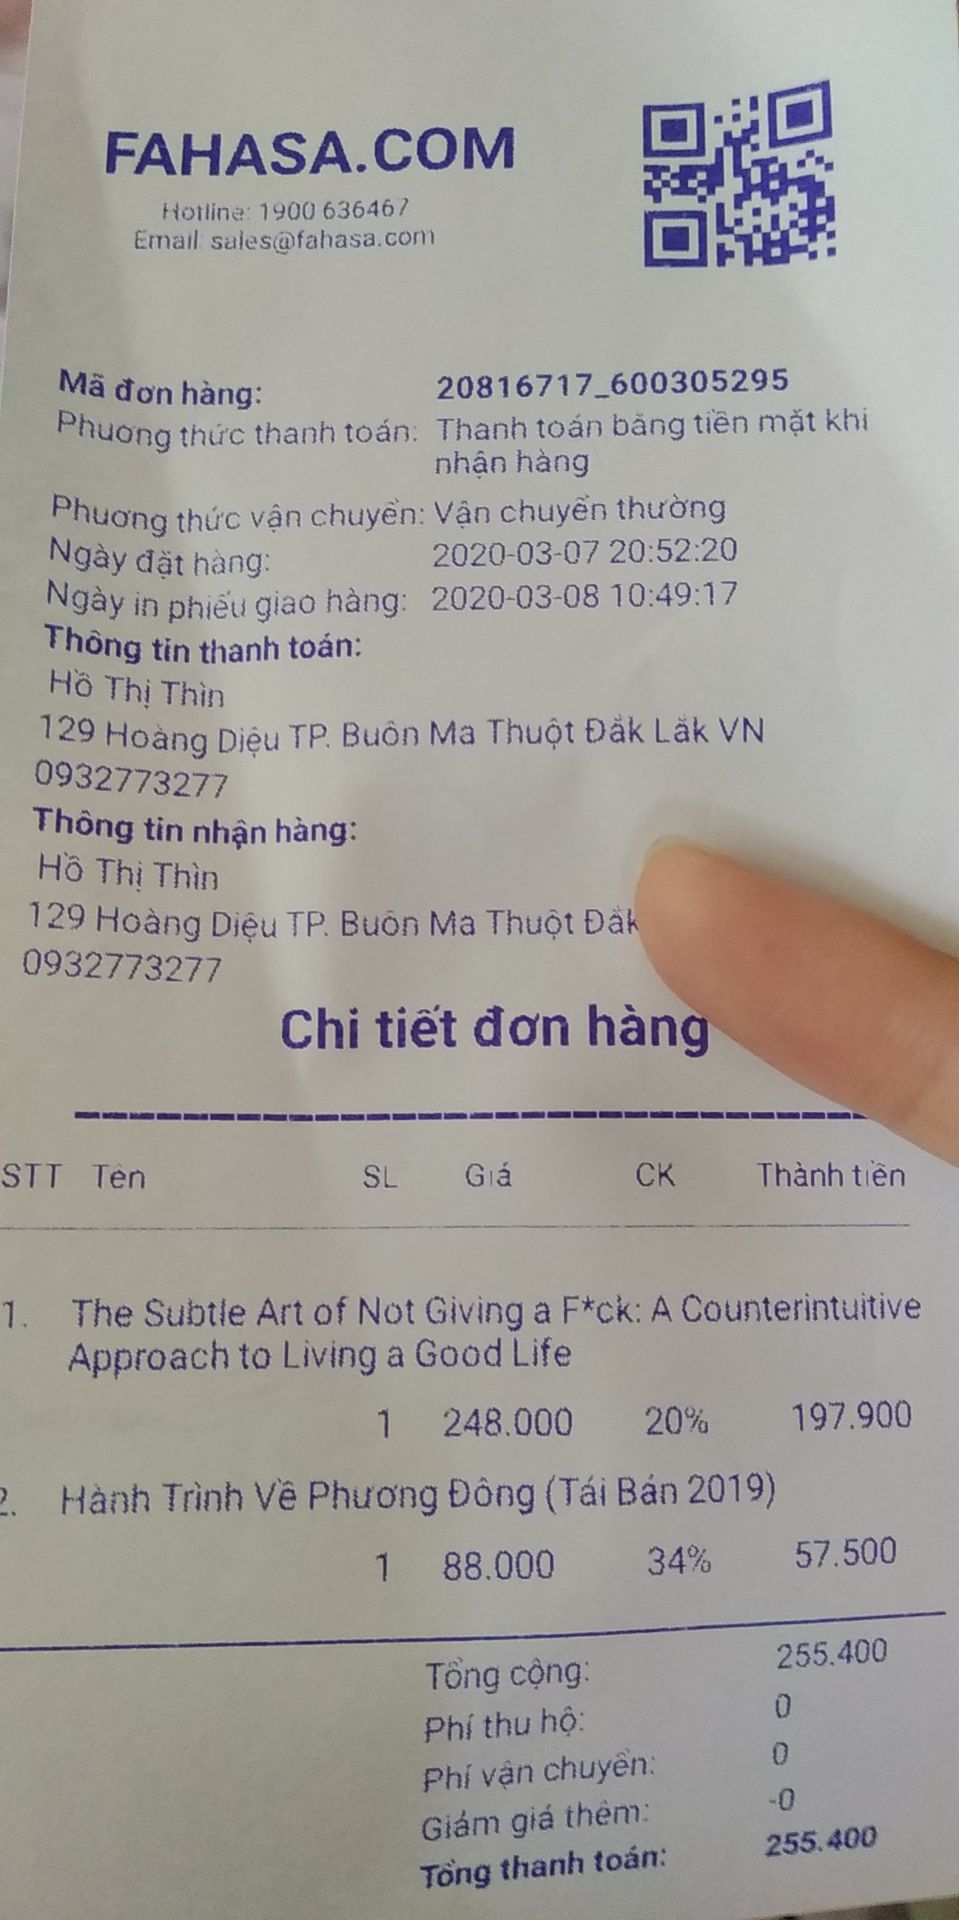 FAHASA.COM
Hotline: 1900 636467
Email: sales@fahasa.com
Mã đơn hàng: 20816717_600305295
Phương thức thanh toán: Thanh toán bằng tiền mặt khi
nhận hàng
Phương thức vận chuyển: Vận chuyển thường
Ngày đặt hàng: 2020-03-07 20:52:20
Ngày in phiếu giao hàng: 2020-03-08 10:49:17
Thông tin thanh toán:
Hồ Thị Thìn
129 Hoàng Diệu TP. Buôn Ma Thuột Đắk Lắk VN
0932773277
Thông tin nhận hàng:
Hồ Thị Thìn
129 Hoàng Diệu TP. Buôn Ma Thuột Đắk
0932773277
Chi tiết đơn hàng
STT Tên SL Giá CK Thành tiền
1. The Subtle Art of Not Giving a F*ck: A Counterintuitive
Approach to Living a Good Life
1 248.000 20% 197.900
2. Hành Trình Về Phương Đông (Tái Bản 2019)
1 88.000 34% 57.500
Tổng cộng: 255.400
Phí thu hộ: 0
Phí vận chuyển: 0
Giảm giá thêm: -0
Tổng thanh toán: 255.400